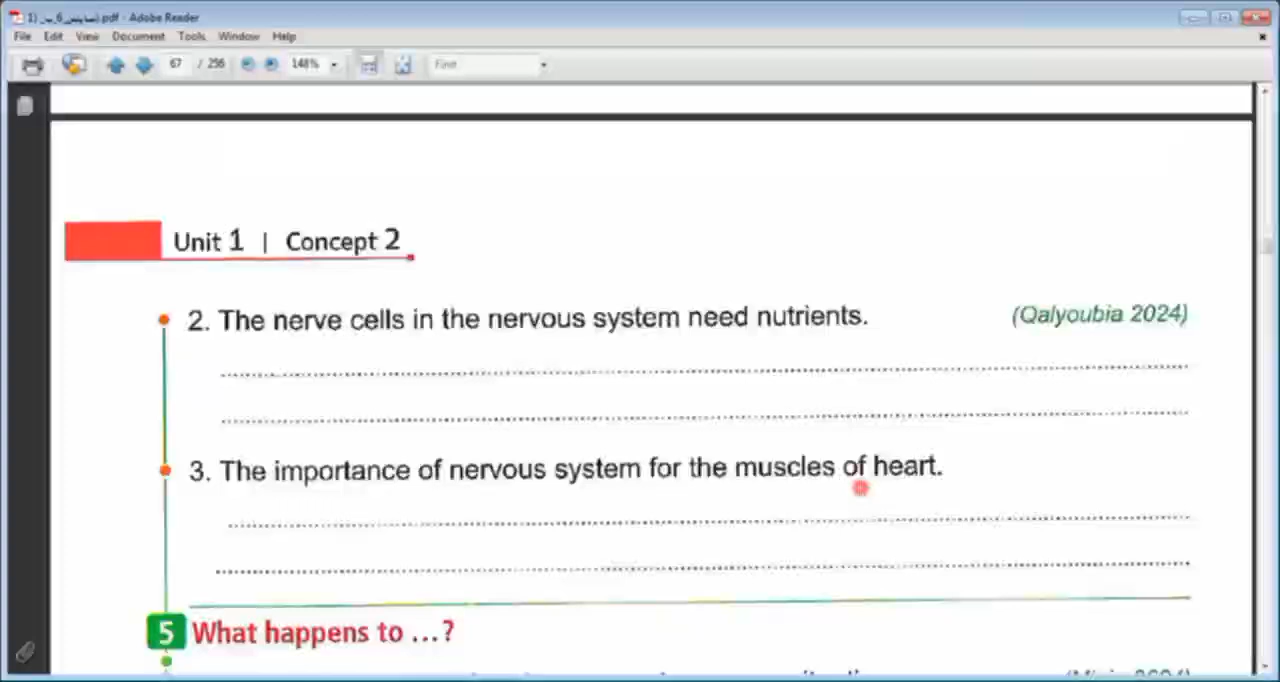 .pdf - Adobe Reader
File Edit View Document Tools Window Help
67 / 256 148% Find
Unit 1 | Concept 2
2. The nerve cells in the nervous system need nutrients. (Qalyoubia 2024)
3. The importance of nervous system for the muscles of heart.
5 What happens to ...?